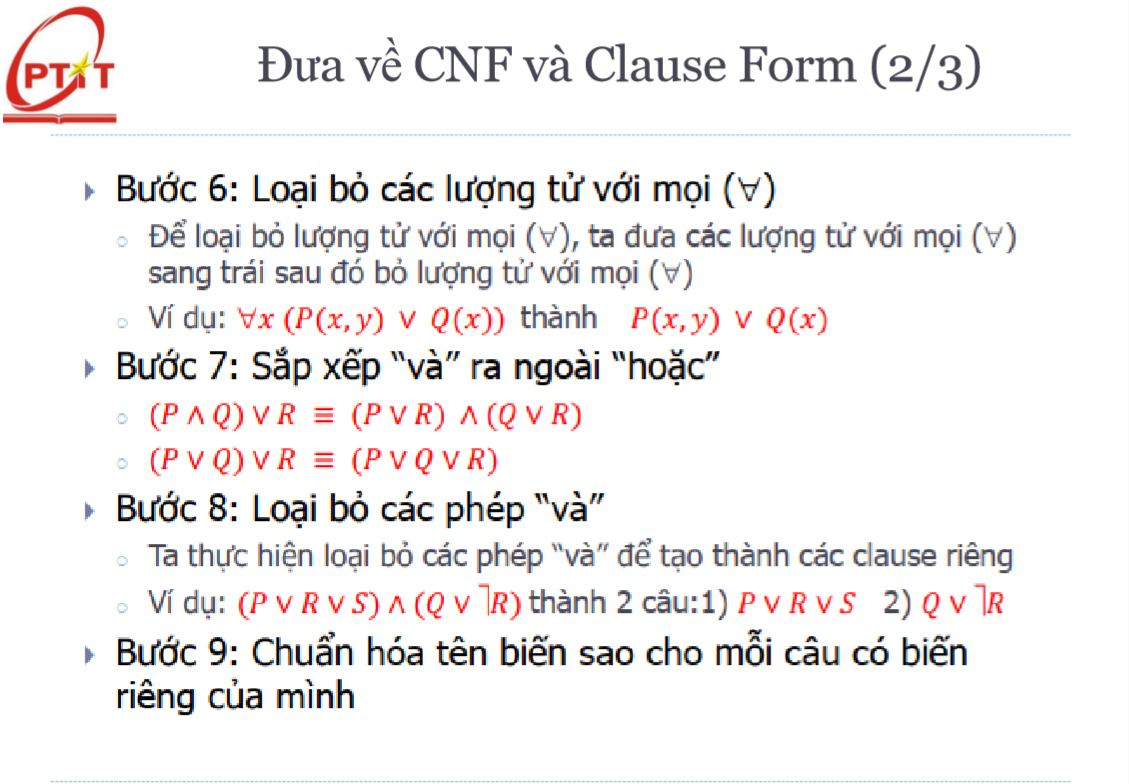 PTIT
Đưa về CNF và Clause Form (2/3)
Bước 6: Loại bỏ các lượng tử với mọi (∀)
Để loại bỏ lượng tử với mọi (∀), ta đưa các lượng tử với mọi (∀)
sang trái sau đó bỏ lượng tử với mọi (∀)
Ví dụ: ∀x (P(x, y) ∨ Q(x)) thành P(x, y) ∨ Q(x)
Bước 7: Sắp xếp “và” ra ngoài “hoặc”
(P ∧ Q) ∨ R ≡ (P ∨ R) ∧ (Q ∨ R)
(P ∨ Q) ∨ R ≡ (P ∨ Q ∨ R)
Bước 8: Loại bỏ các phép “và”
Ta thực hiện loại bỏ các phép “và” để tạo thành các clause riêng
Ví dụ: (P ∨ R ∨ S) ∧ (Q ∨ ㄱR) thành 2 câu:1) P ∨ R ∨ S 2) Q ∨ ㄱR
Bước 9: Chuẩn hóa tên biến sao cho mỗi câu có biến
riêng của mình